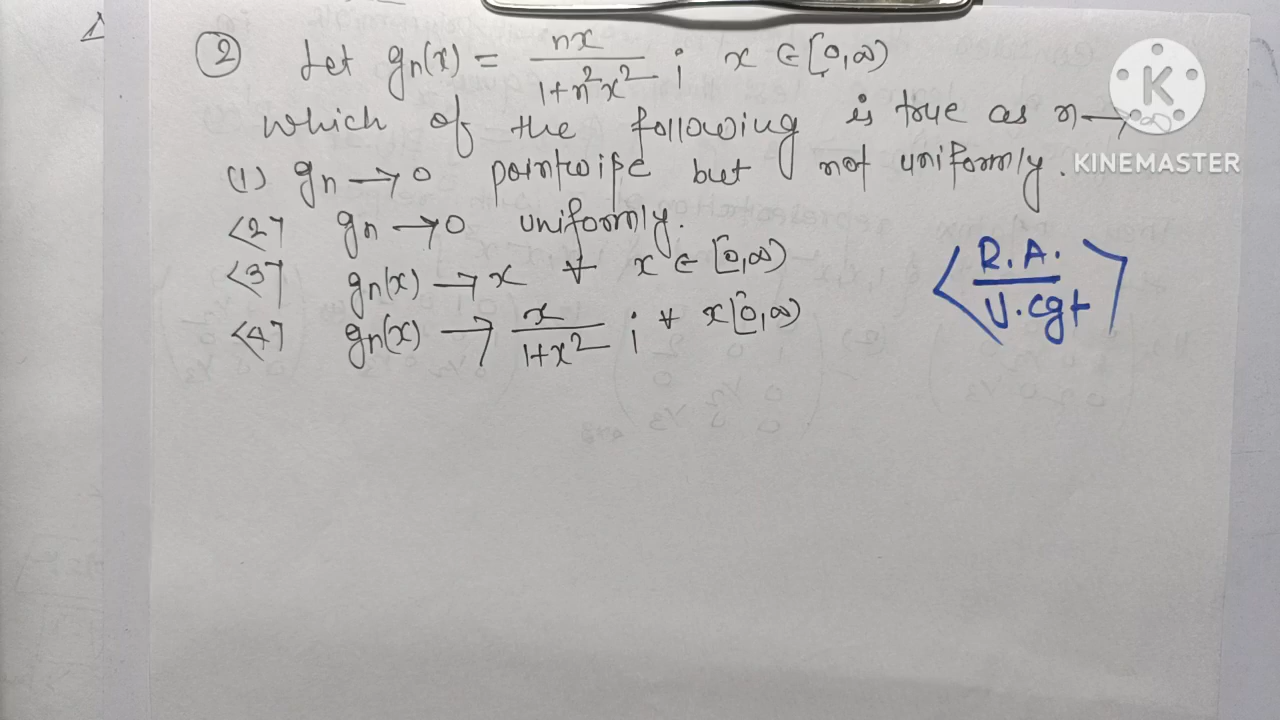 ② Let gn(x) = nx/1+n²x² ; x ∈ [0,∞)
which of the following is true as n→∞
(1) gn → 0 pointwise but not uniformly.
<2> gn → 0 uniformly.
<3> gn(x) → x ∀ x ∈ [0,∞)
<4> gn(x) → x/1+x² ; ∀ x[0,∞)
R.A.
U.cgt
K
KINEMASTER